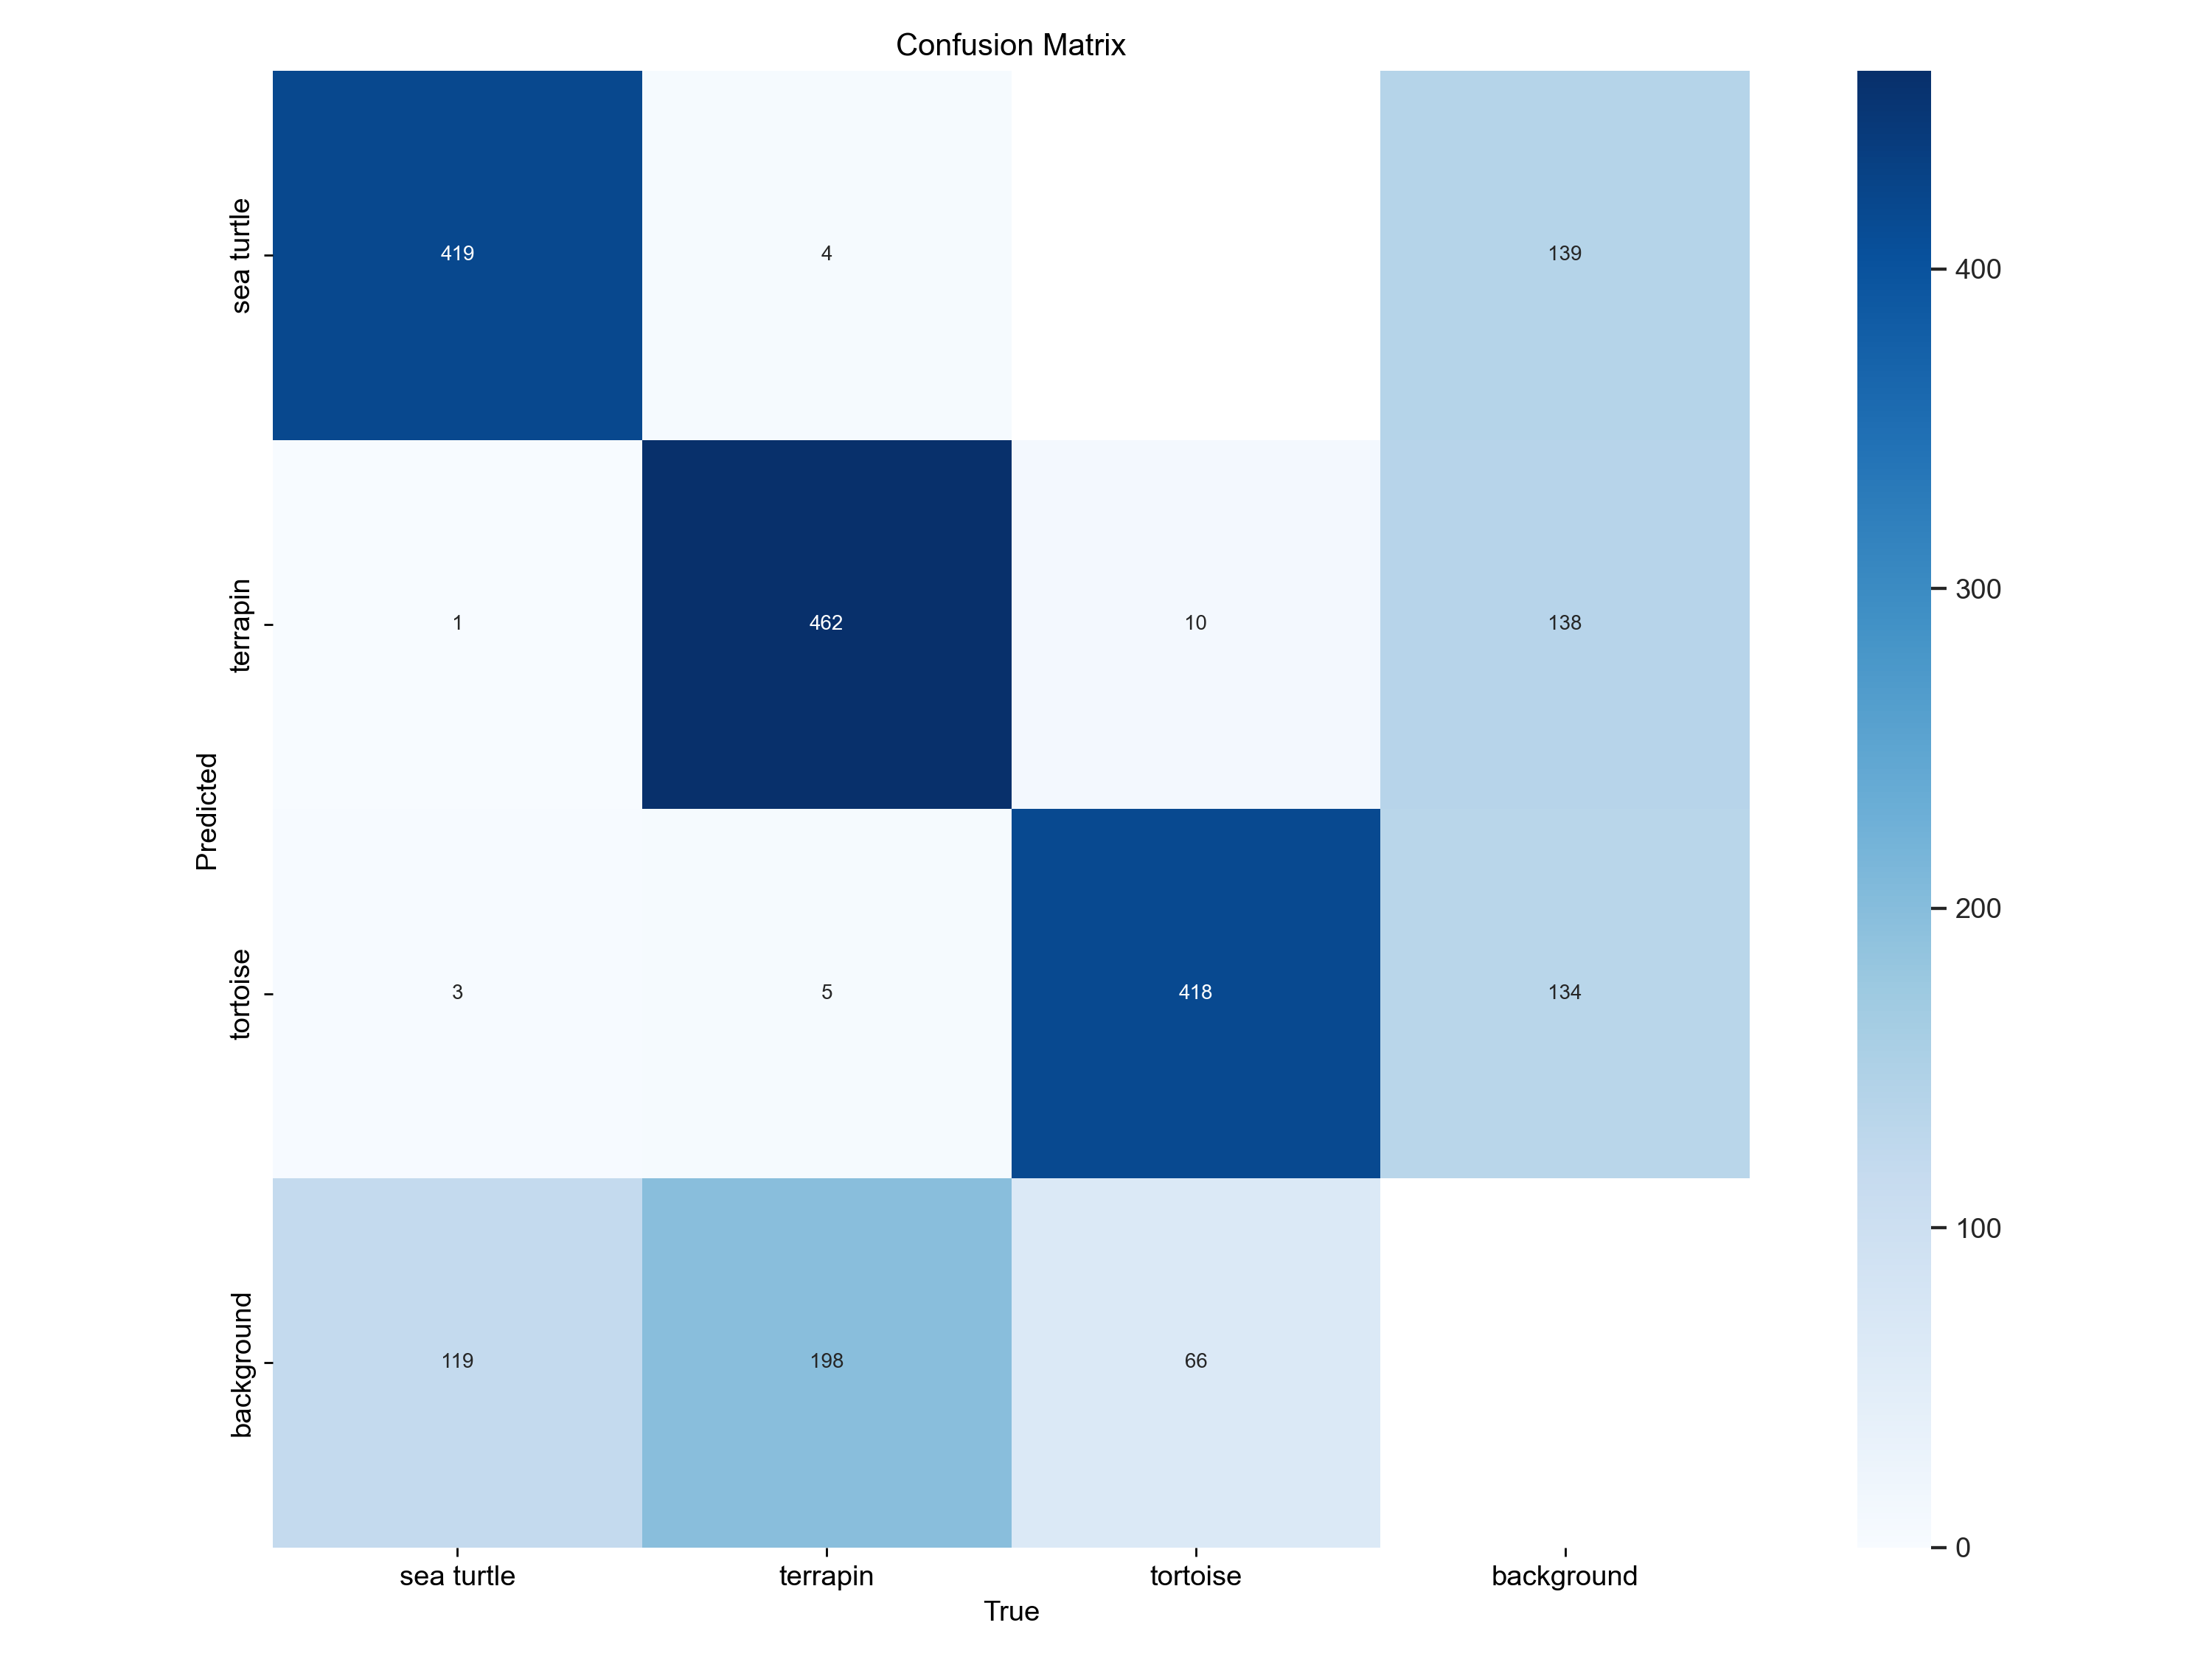 Confusion Matrix
sea turtle
419
4
139
400
terrapin
1
462
10
138
300
Predicted
tortoise
3
5
418
134
200
background
119
198
66
100
0
sea turtle
terrapin
tortoise
background
True